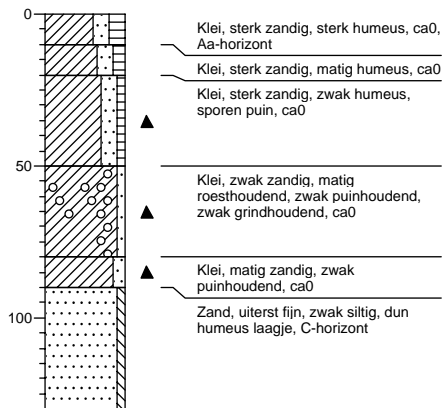 0
Klei, sterk zandig, sterk humeus, ca0,
Aa-horizont
Klei, sterk zandig, matig humeus, ca0
Klei, sterk zandig, zwak humeus,
sporen puin, ca0
50
Klei, zwak zandig, matig
roesthoudend, zwak puinhoudend,
zwak grindhoudend, ca0
Klei, matig zandig, zwak
puinhoudend, ca0
Zand, uiterst fijn, zwak siltig, dun
humeus laagje, C-horizont
100